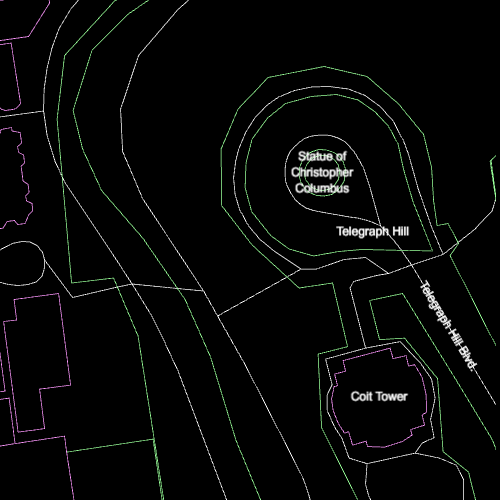 Statue of
Christopher
Columbus
Telegraph Hill
Telegraph Hill Blvd.
Coit Tower